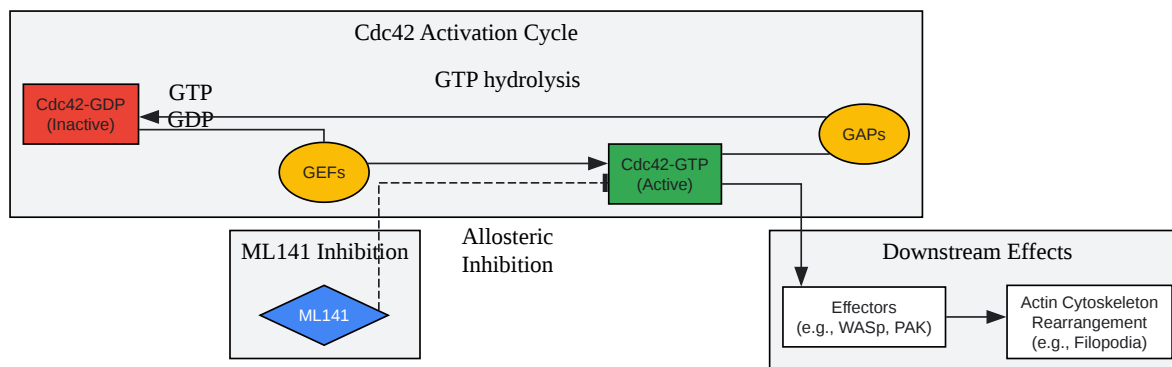 Cdc42 Activation Cycle
GTP hydrolysis
Cdc42-GDP
(Inactive)
GTP
GDP
GAPs
GEFs
Cdc42-GTP
(Active)
ML141 Inhibition
ML141
Allosteric
Inhibition
Downstream Effects
Effectors
(e.g., WASp, PAK)
Actin Cytoskeleton
Rearrangement
(e.g., Filopodia)